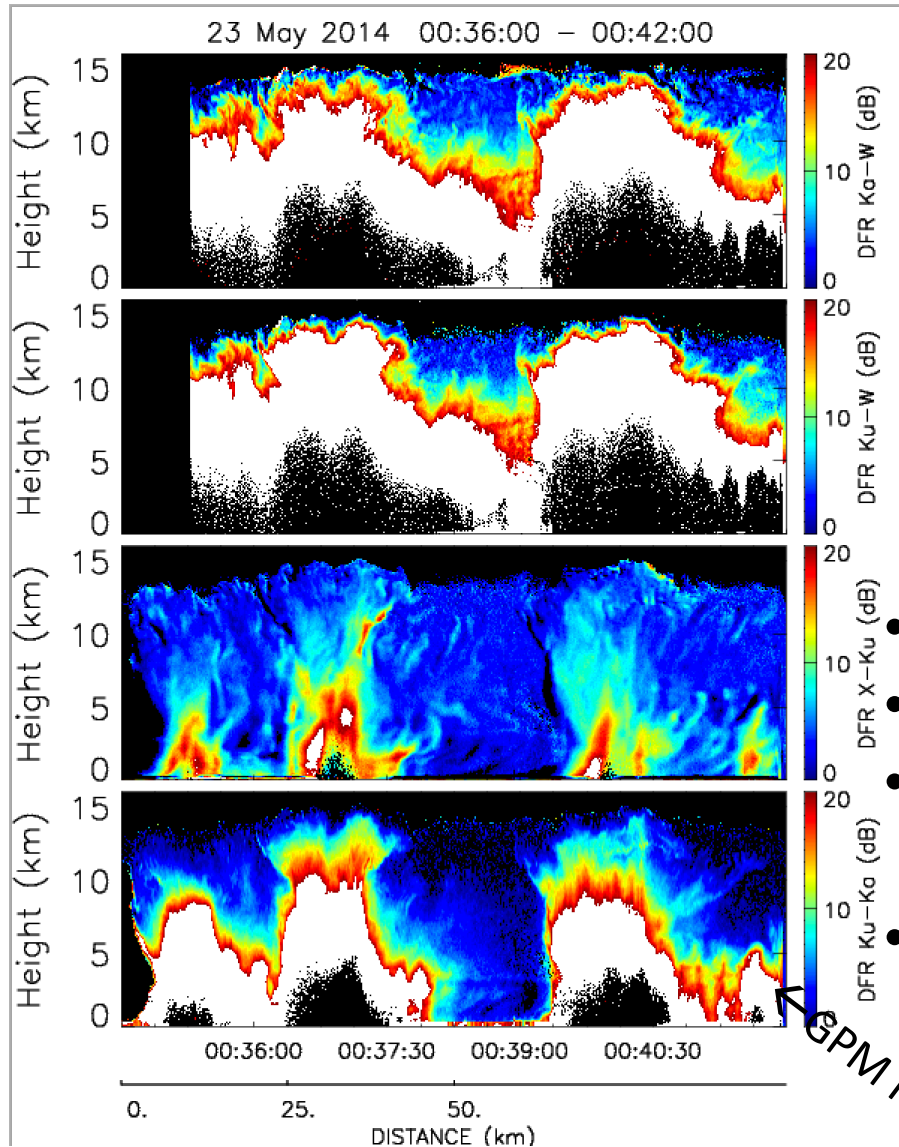 23 May 2014 00:36:00 – 00:42:00
15
10
5
0
Height (km)
20
10
0
DFR Ka-W (dB)
15
10
5
0
Height (km)
20
10
0
DFR Ku-W (dB)
15
10
5
0
Height (km)
20
10
0
DFR X-Ku (dB)
15
10
5
0
Height (km)
20
10
DFR Ku-Ka (dB)
GPM
00:36:00 00:37:30 00:39:00 00:40:30
0. 25. 50.
DISTANCE (km)